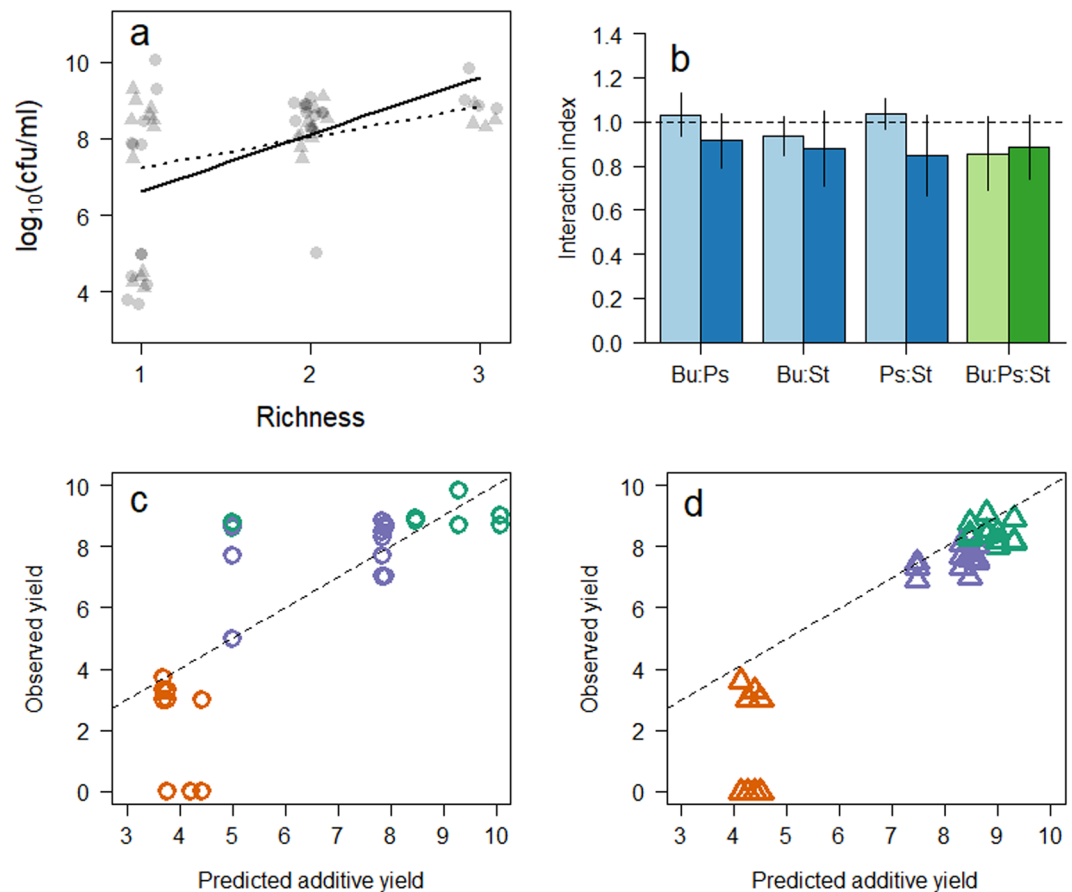 a
log10(cfu/ml)
10
8
6
4
1 2 3
Richness
b
Interaction index
1.4
1.2
1.0
0.8
0.6
0.4
0.2
0.0
Bu:Ps Bu:St Ps:St Bu:Ps:St
c
Observed yield
10
8
6
4
2
0
3 4 5 6 7 8 9 10
Predicted additive yield
d
Observed yield
10
8
6
4
2
0
3 4 5 6 7 8 9 10
Predicted additive yield